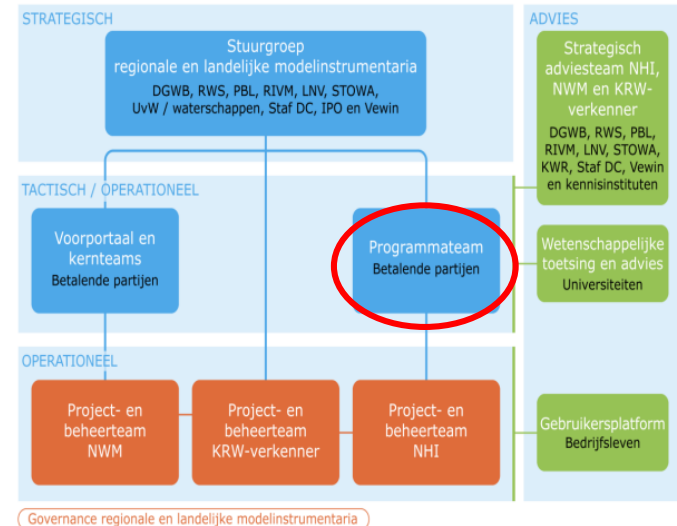 STRATEGISCH
Stuurgroep
regionale en landelijke modelinstrumentaria
DGWB, RWS, PBL, RIVM, LNV, STOWA,
UvW / waterschappen, Staf DC, IPO en Vewin
ADVIES
Strategisch
adviesteam NHI,
NWM en KRW-
verkenner
DGWB, RWS, PBL,
RIVM, LNV, STOWA,
KWR, Staf DC, Vewin
en kennisinstituten
TACTISCH / OPERATIONEEL
Voorportaal en
kernteams
Betalende partijen
Programmateam
Betalende partijen
Wetenschappelijke
toetsing en advies
Universiteiten
OPERATIONEEL
Project- en
beheerteam
NWM
Project- en
beheerteam
KRW-verkenner
Project- en
beheerteam
NHI
Gebruikersplatform
Bedrijfsleven
Governance regionale en landelijke modelinstrumentaria